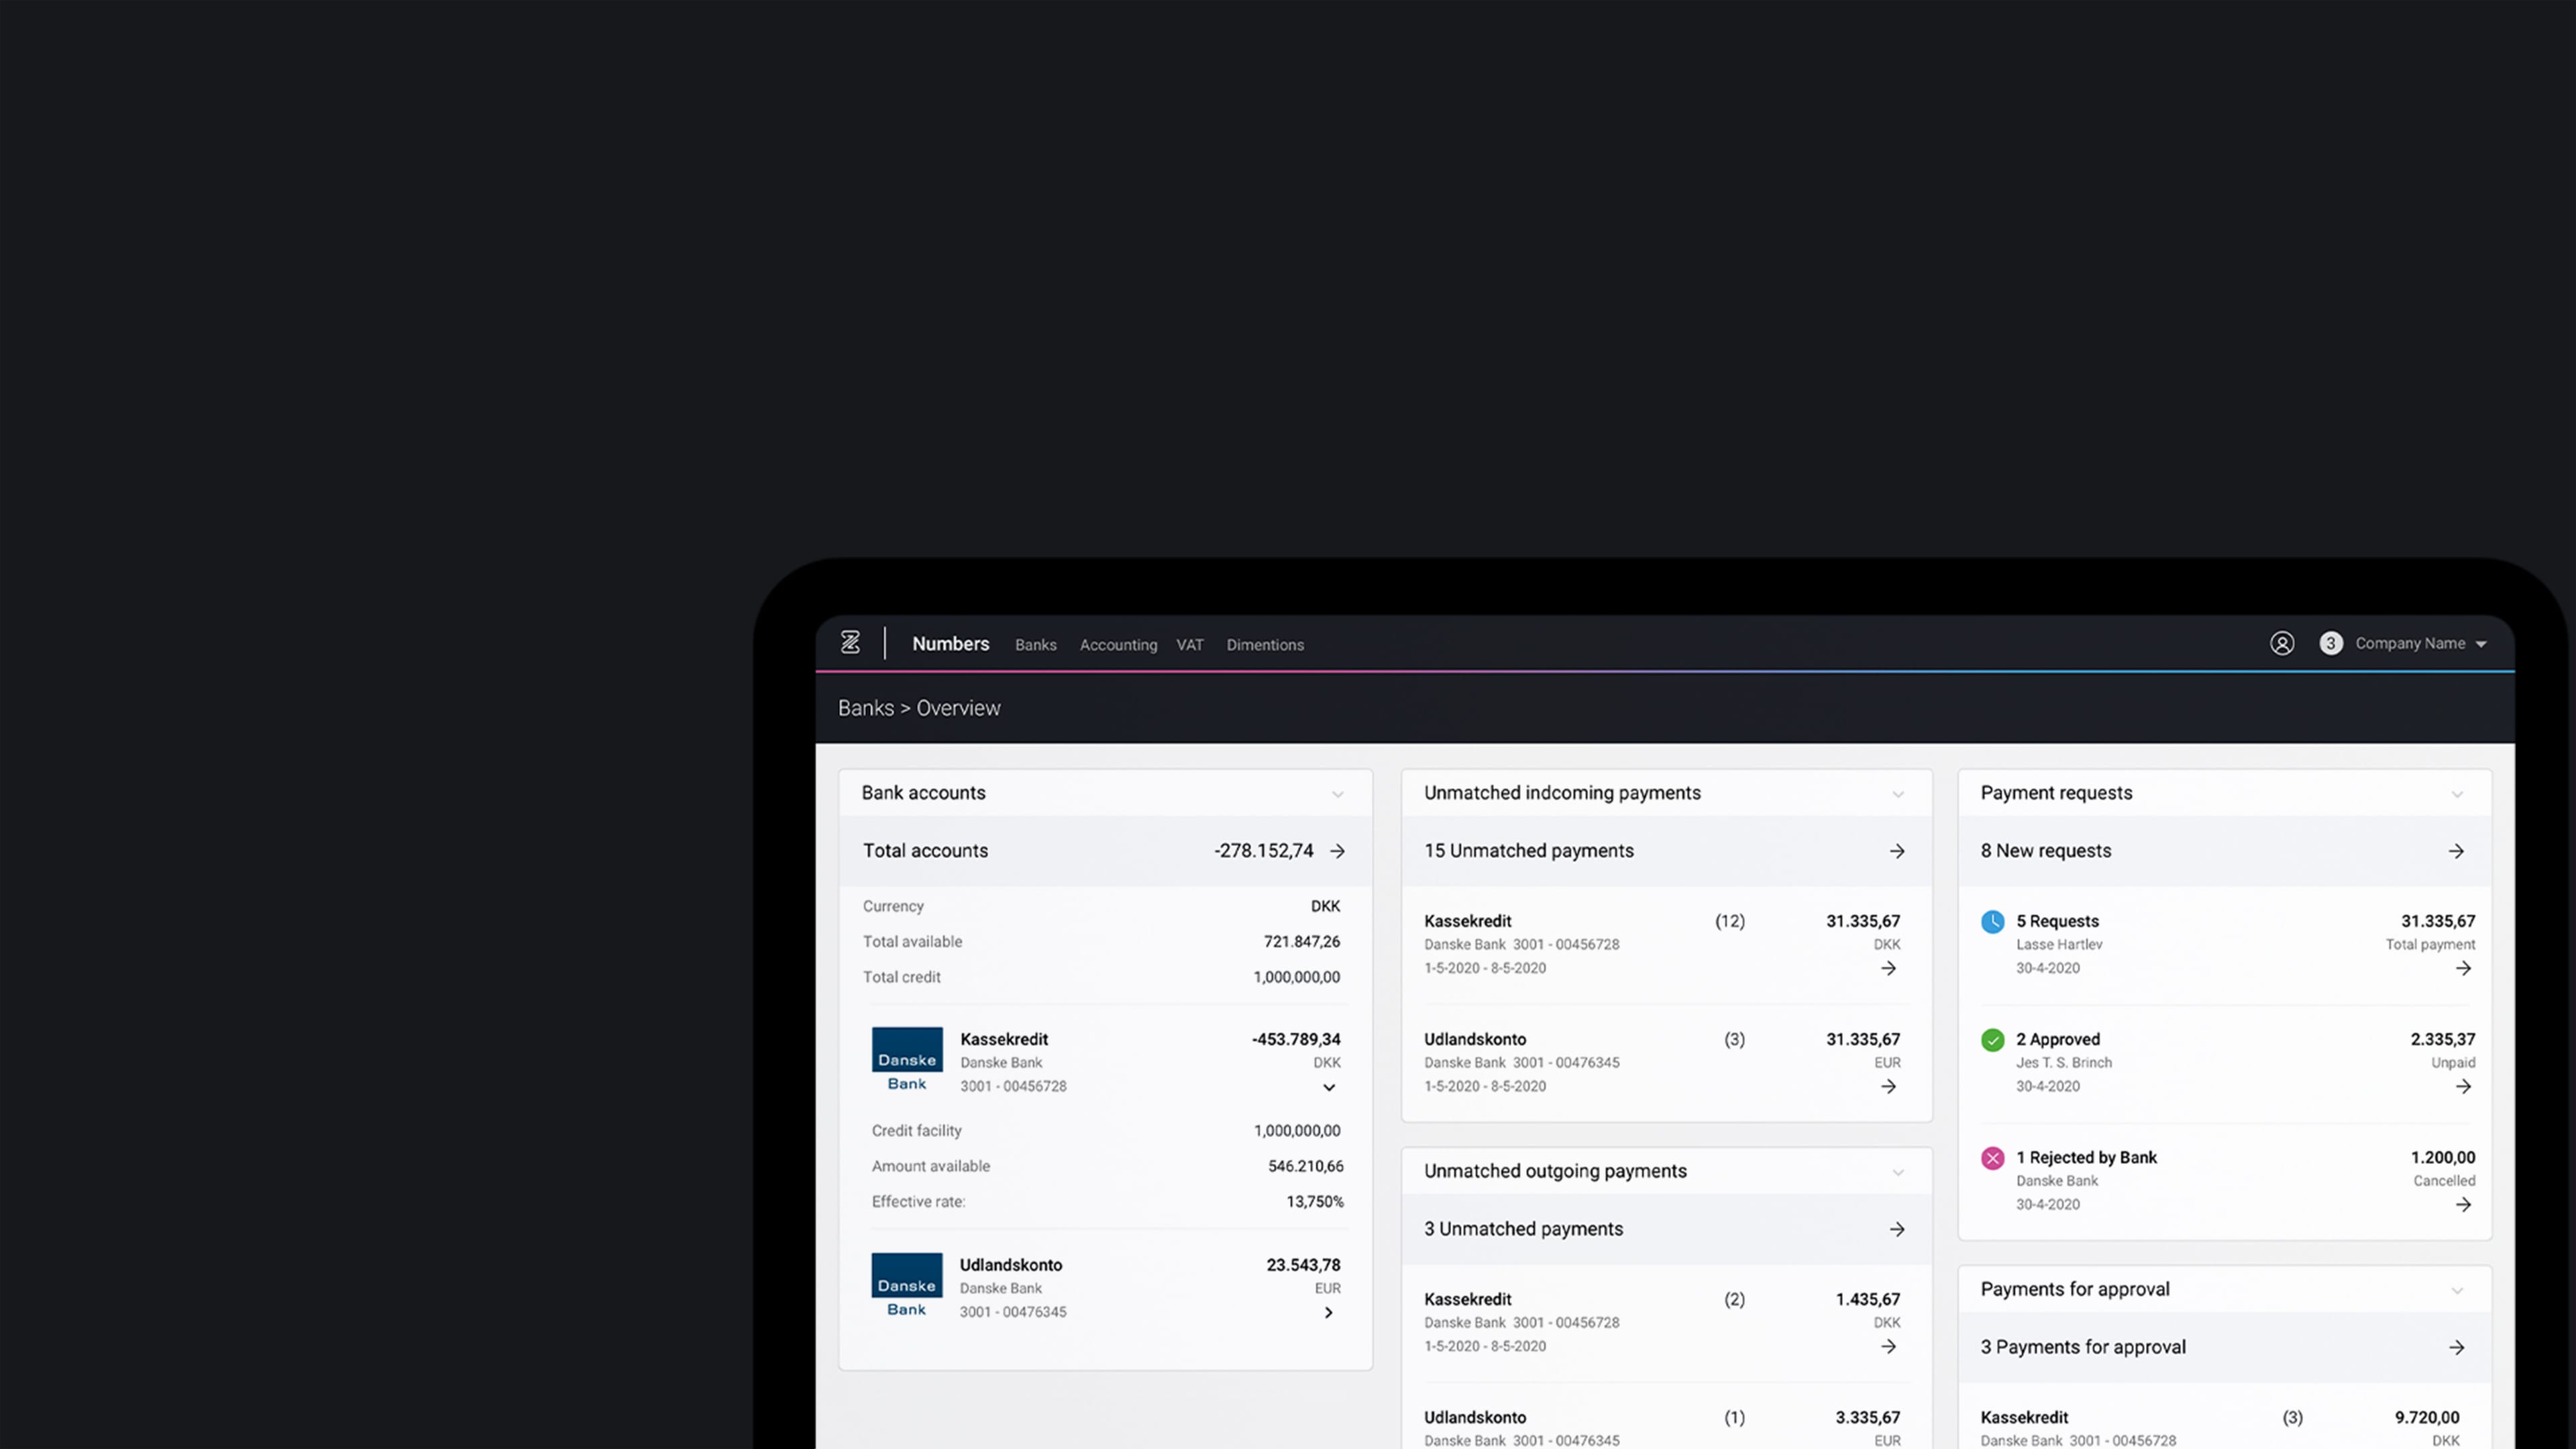 Numbers Banks Accounting VAT Dimentions
3 Company Name
Banks > Overview
Bank accounts
Total accounts -278.152,74
Currency DKK
Total available 721.847,26
Total credit 1,000,000,00
Danske Bank
Kassekredit -453.789,34
Danske Bank DKK
3001 - 00456728
Credit facility 1,000,000,00
Amount available 546.210,66
Effective rate: 13,750%
Danske Bank
Udlandskonto 23.543,78
Danske Bank EUR
3001 - 00476345
Unmatched indcoming payments
15 Unmatched payments
Kassekredit (12) 31.335,67
Danske Bank 3001 - 00456728 DKK
1-5-2020 - 8-5-2020
Udlandskonto (3) 31.335,67
Danske Bank 3001 - 00476345 EUR
1-5-2020 - 8-5-2020
Unmatched outgoing payments
3 Unmatched payments
Kassekredit (2) 1.435,67
Danske Bank 3001 - 00456728 DKK
1-5-2020 - 8-5-2020
Udlandskonto (1) 3.335,67
Danske Bank 3001 - 00476345 EUR
Payment requests
8 New requests
5 Requests 31.335,67
Lasse Hartlev Total payment
30-4-2020
2 Approved 2.335,37
Jes T. S. Brinch Unpaid
30-4-2020
1 Rejected by Bank 1.200,00
Danske Bank Cancelled
30-4-2020
Payments for approval
3 Payments for approval
Kassekredit (3) 9.720,00
Danske Bank 3001 - 00456728 DKK